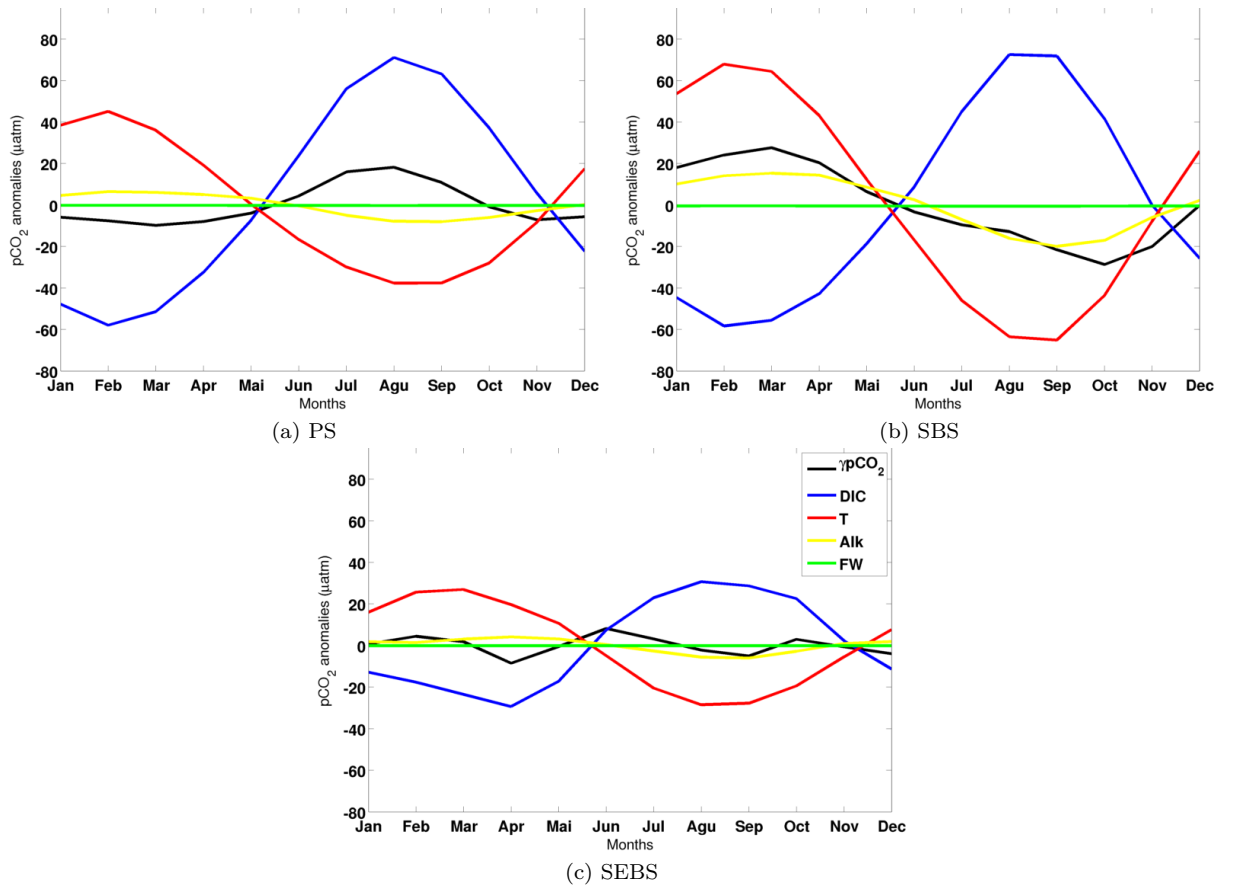 80
60
40
20
0
-20
-40
-60
-80
pCO2 anomalies (µatm)
Jan Feb Mar Apr Mai Jun Jul Agu Sep Oct Nov Dec
Months
(a) PS
80
60
40
20
0
-20
-40
-60
-80
pCO2 anomalies (µatm)
Jan Feb Mar Apr Mai Jun Jul Agu Sep Oct Nov Dec
Months
(b) SBS
80
60
40
20
0
-20
-40
-60
-80
pCO2 anomalies (µatm)
γpCO2
DIC
T
Alk
FW
Jan Feb Mar Apr Mai Jun Jul Agu Sep Oct Nov Dec
Months
(c) SEBS